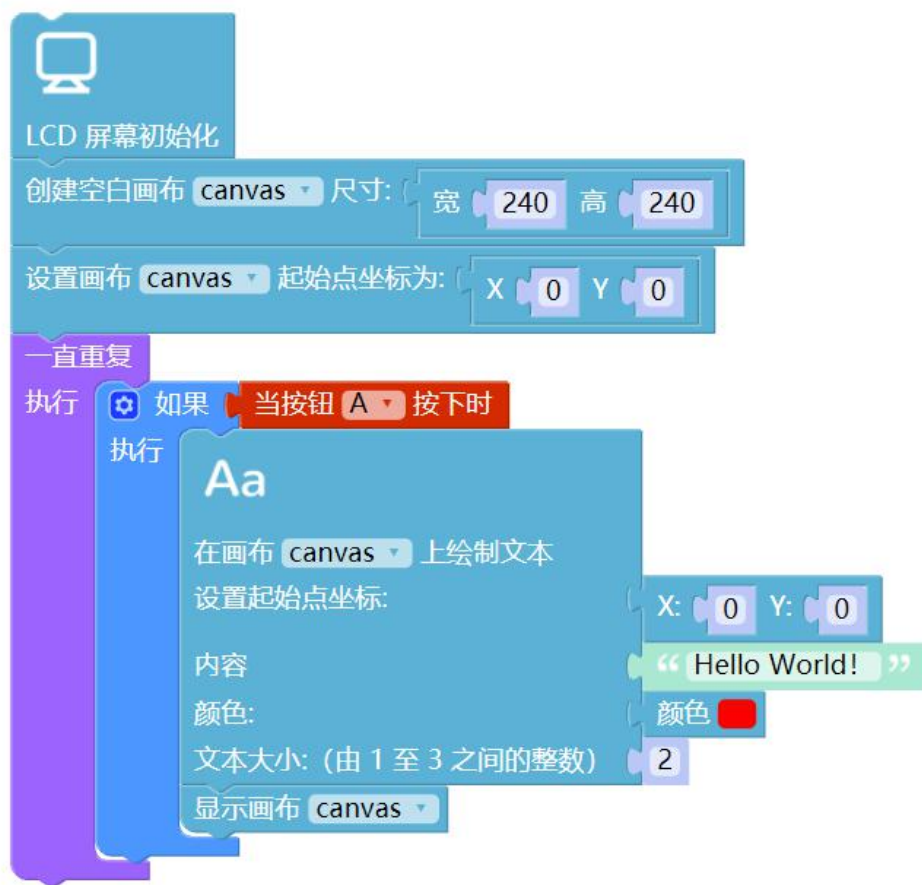 LCD 屏幕初始化
创建空白画布 canvas 尺寸: 宽 240 高 240
设置画布 canvas 起始点坐标为: X 0 Y 0
一直重复
执行 如果 当按钮 A 按下时
执行
Aa
在画布 canvas 上绘制文本
设置起始点坐标: X: 0 Y: 0
内容 “ Hello World! ”
颜色: 颜色
文本大小:（由 1 至 3 之间的整数） 2
显示画布 canvas